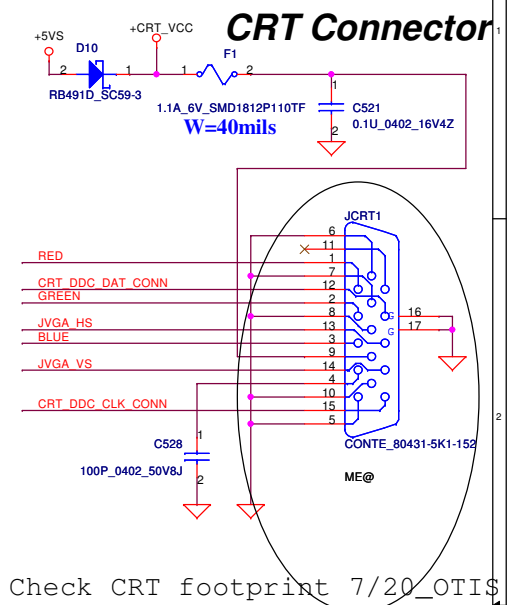 CRT Connector
1
+5VS
+CRT_VCC
D10
F1
2 1 1 2
RB491D_SC59-3
1.1A_6V_SMD1812P110TF
W=40mils
1
C521
2
0.1U_0402_16V4Z
JCRT1
6
11
RED
1
7
CRT_DDC_DAT_CONN
12
GREEN
2
8
G 16
JVGA_HS
13
G 17
BLUE
3
9
JVGA_VS
14
4
10
CRT_DDC_CLK_CONN
15
5
2
1
C528
2
100P_0402_50V8J
CONTE_80431-5K1-152
ME@
Check CRT footprint 7/20_OTIS